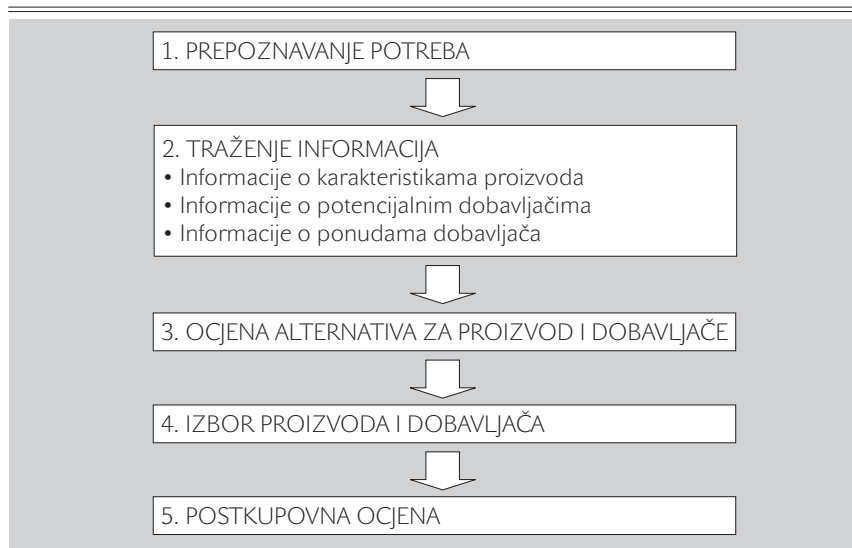 1. PREPOZNAVANJE POTREBA
2. TRAŽENJE INFORMACIJA
• Informacije o karakteristikama proizvoda
• Informacije o potencijalnim dobavljačima
• Informacije o ponudama dobavljača
3. OCJENA ALTERNATIVA ZA PROIZVOD I DOBAVLJAČE
4. IZBOR PROIZVODA I DOBAVLJAČA
5. POSTKUPOVNA OCJENA